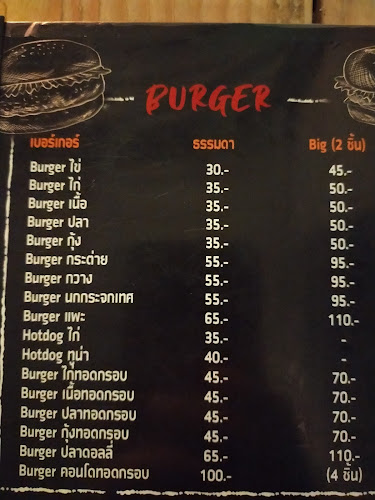 BURGER
เบอร์เกอร์ ธรรมดา Big (2 ชิ้น)
Burger ไข่ 30.- 45.-
Burger ไก่ 35.- 50.-
Burger เนื้อ 35.- 50.-
Burger ปลา 35.- 50.-
Burger กุ้ง 35.- 50.-
Burger กระต่าย 55.- 95.-
Burger กวาง 55.- 95.-
Burger นกกระจกเทศ 55.- 95.-
Burger แพะ 65.- 110.-
Hotdog ไก่ 35.- -
Hotdog ทูน่า 40.- -
Burger ไก่ทอดกรอบ 45.- 70.-
Burger เนื้อทอดกรอบ 45.- 70.-
Burger ปลาทอดกรอบ 45.- 70.-
Burger กุ้งทอดกรอบ 45.- 70.-
Burger ปลาดอลลี่ 65.- 110.-
Burger คอนโดทอดกรอบ 100.- (4 ชิ้น)